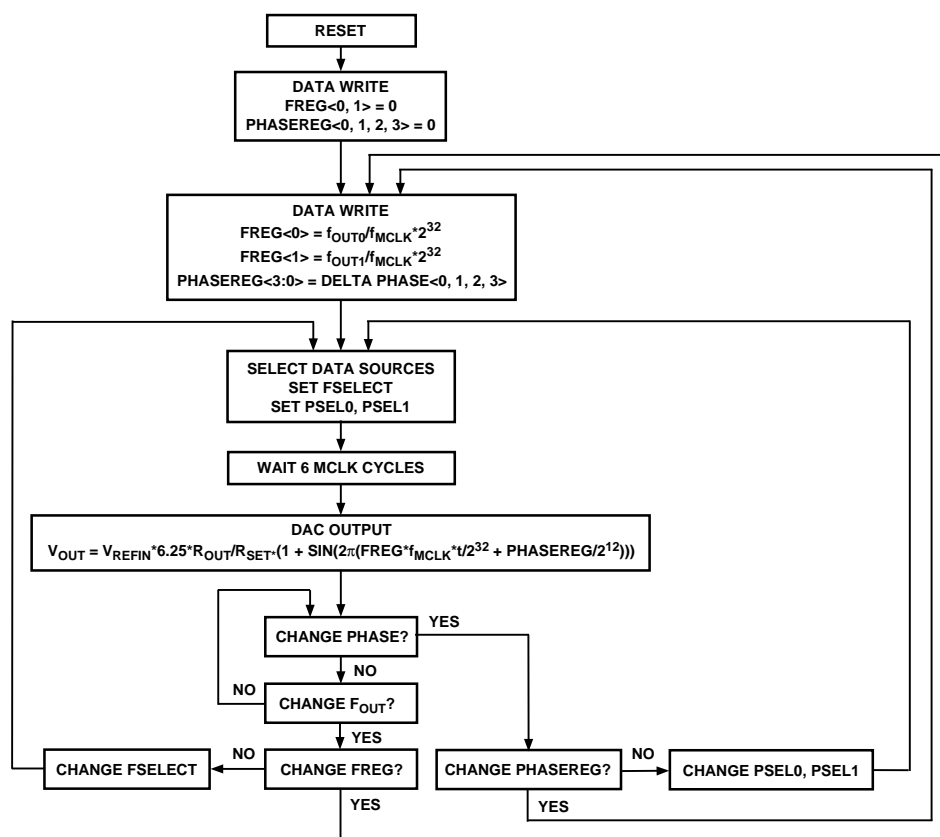 RESET
DATA WRITE
FREG<0, 1> = 0
PHASEREG<0, 1, 2, 3> = 0
DATA WRITE
FREG<0> = fOUT0/fMCLK*2^32
FREG<1> = fOUT1/fMCLK*2^32
PHASEREG<3:0> = DELTA PHASE<0, 1, 2, 3>
SELECT DATA SOURCES
SET FSELECT
SET PSEL0, PSEL1
WAIT 6 MCLK CYCLES
DAC OUTPUT
VOUT = VREFIN*6.25*ROUT/RSET*(1 + SIN(2π(FREG*fMCLK*t/2^32 + PHASEREG/2^12)))
CHANGE PHASE?
YES
NO
NO
CHANGE FOUT?
YES
CHANGE FSELECT
NO
CHANGE FREG?
YES
CHANGE PHASEREG?
NO
CHANGE PSEL0, PSEL1
YES